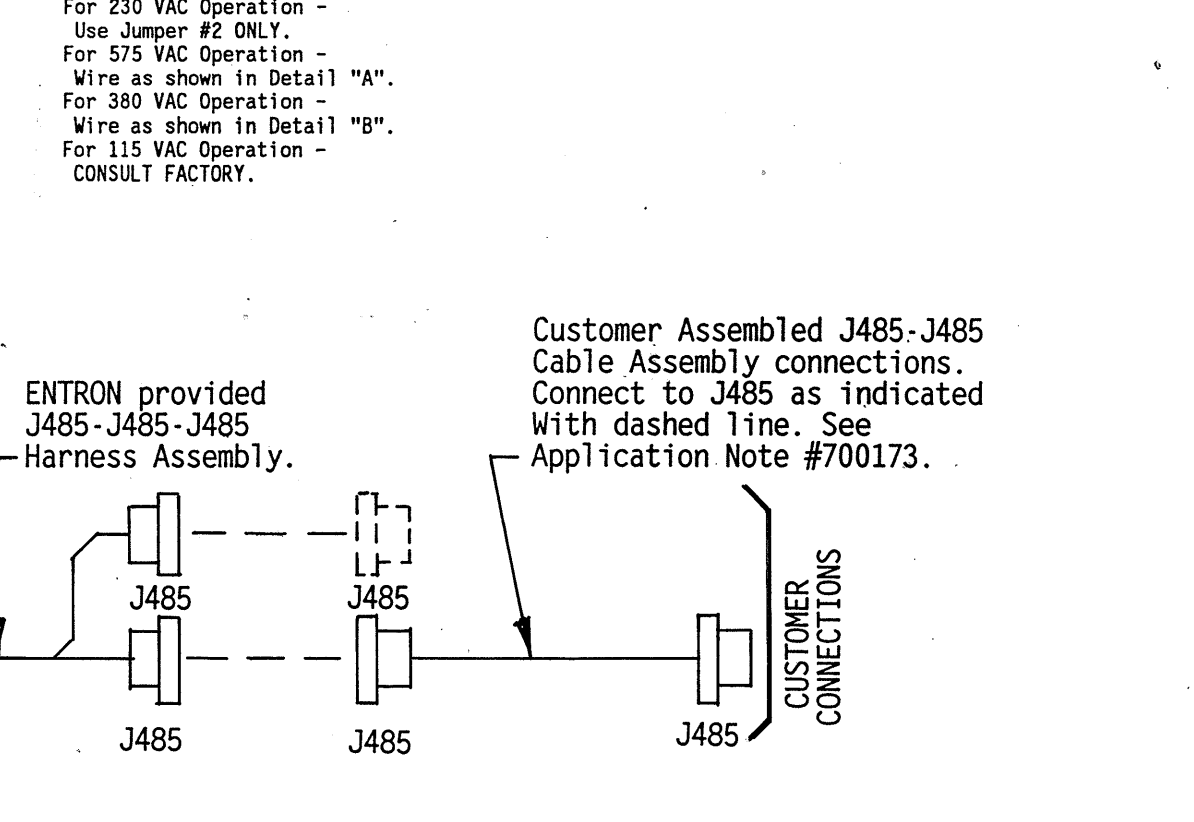 For 230 VAC Operation -
Use Jumper #2 ONLY.
For 575 VAC Operation -
Wire as shown in Detail "A".
For 380 VAC Operation -
Wire as shown in Detail "B".
For 115 VAC Operation -
CONSULT FACTORY.
ENTRON provided
J485-J485-J485
Harness Assembly.
Customer Assembled J485-J485
Cable Assembly connections.
Connect to J485 as indicated
With dashed line. See
Application Note #700173.
J485
J485
J485
J485
J485
CUSTOMER
CONNECTIONS